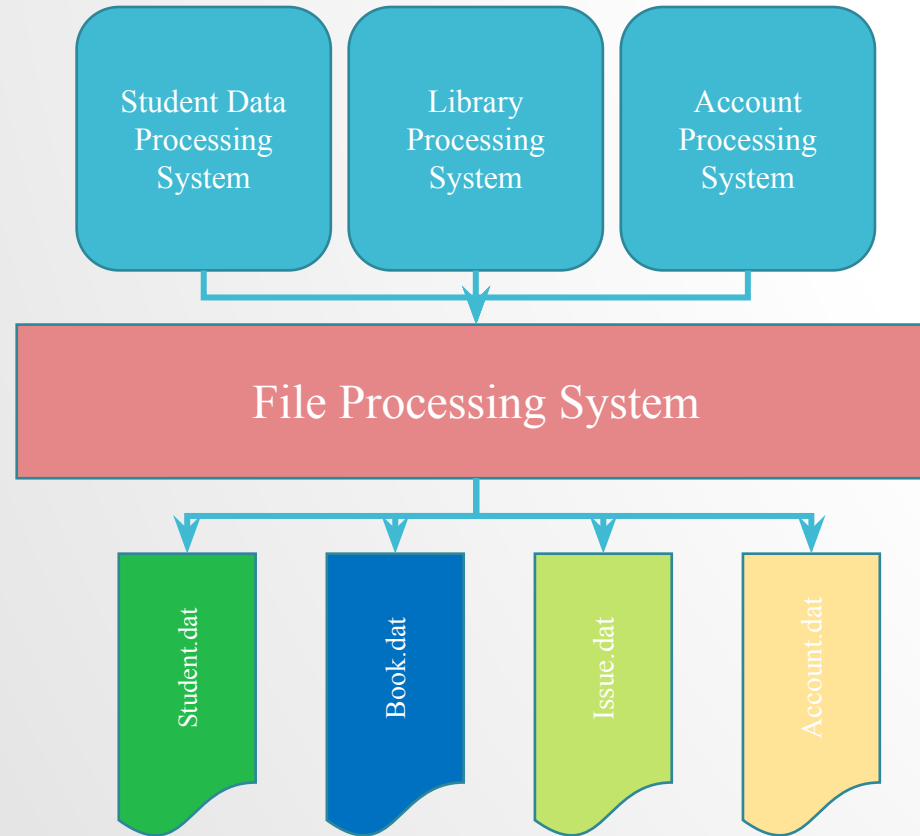 Student Data
Processing
System
Library
Processing
System
Account
Processing
System
File Processing System
Student.dat
Book.dat
Issue.dat
Account.dat